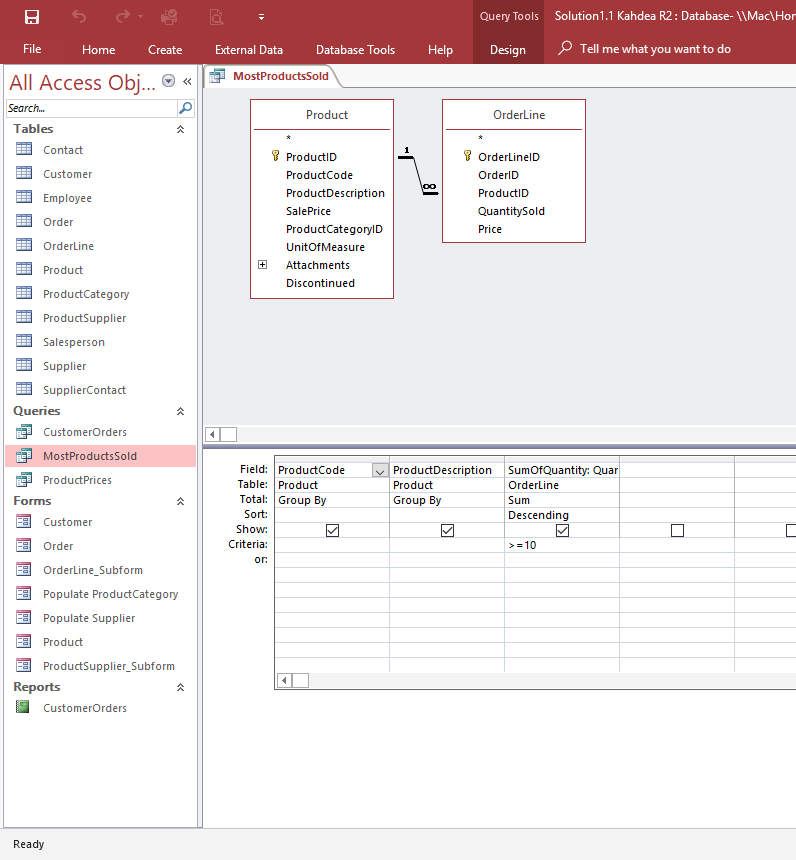 Query Tools
Solution1.1 Kahdea R2 : Database- \\Mac\Hon
File Home Create External Data Database Tools Help Design Tell me what you want to do
All Access Obj...
Search...
Tables
Contact
Customer
Employee
Order
OrderLine
Product
ProductCategory
ProductSupplier
Salesperson
Supplier
SupplierContact
Queries
CustomerOrders
MostProductsSold
ProductPrices
Forms
Customer
Order
OrderLine_Subform
Populate ProductCategory
Populate Supplier
Product
ProductSupplier_Subform
Reports
CustomerOrders
MostProductsSold
Product
*
ProductID
ProductCode
ProductDescription
SalePrice
ProductCategoryID
UnitOfMeasure
Attachments
Discontinued
1
∞
OrderLine
*
OrderLineID
OrderID
ProductID
QuantitySold
Price
Field: ProductCode ProductDescription SumOfQuantity: Quar
Table: Product Product OrderLine
Total: Group By Group By Sum
Sort: Descending
Show:
Criteria: >=10
or:
Ready